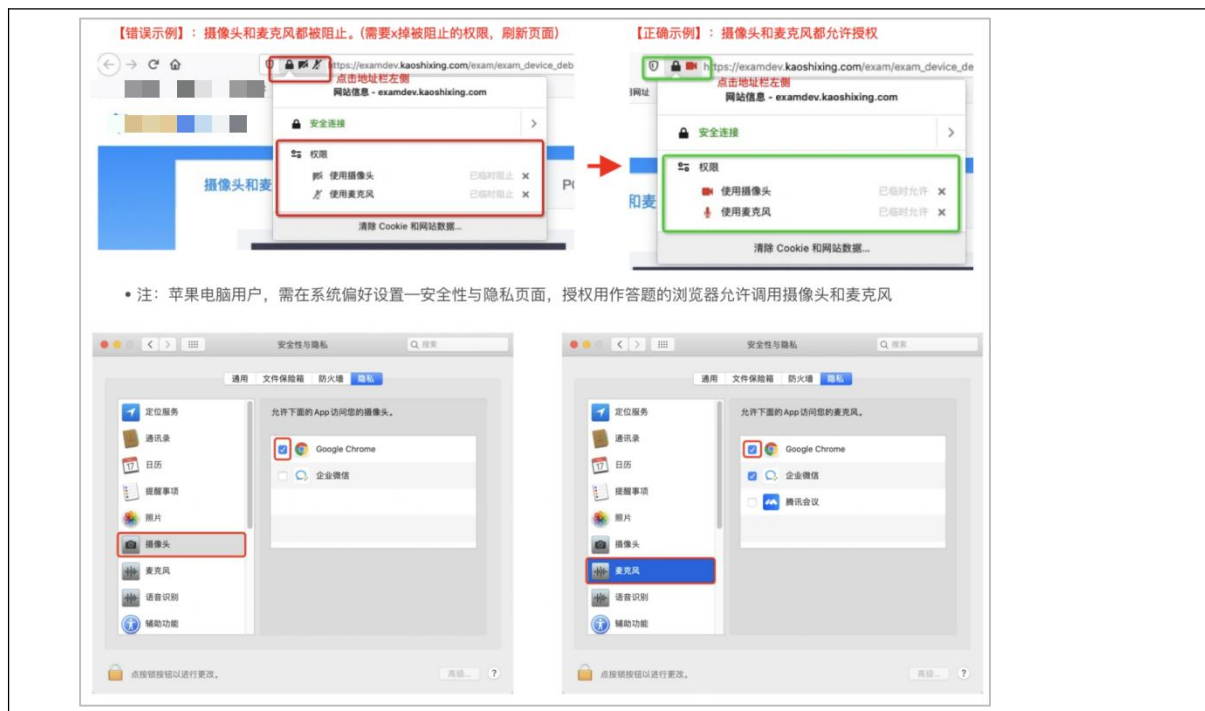 【错误示例】：摄像头和麦克风都被阻止。(需要x掉被阻止的权限，刷新页面)
https://examdev.kaoshixing.com/exam/exam_device_deb
点击地址栏左侧
网站信息 - examdev.kaoshixing.com
安全连接
权限
使用摄像头 已临时阻止
使用麦克风 已临时阻止
清除 Cookie 和网站数据...
摄像头和麦
【正确示例】：摄像头和麦克风都允许授权
https://examdev.kaoshixing.com/exam/exam_device_de
点击地址栏左侧
网址
网站信息 - examdev.kaoshixing.com
安全连接
权限
使用摄像头 已临时允许
使用麦克风 已临时允许
清除 Cookie 和网站数据...
和麦
• 注：苹果电脑用户，需在系统偏好设置—安全性与隐私页面，授权用作答题的浏览器允许调用摄像头和麦克风
安全性与隐私
搜索
通用 文件保险箱 防火墙 隐私
定位服务
通讯录
日历
提醒事项
照片
摄像头
麦克风
语音识别
辅助功能
允许下面的 App 访问您的摄像头。
Google Chrome
企业微信
点按锁按钮以进行更改。
高级... ?
安全性与隐私
搜索
通用 文件保险箱 防火墙 隐私
定位服务
通讯录
日历
提醒事项
照片
摄像头
麦克风
语音识别
辅助功能
允许下面的 App 访问您的麦克风。
Google Chrome
企业微信
腾讯会议
点按锁按钮以进行更改。
高级... ?